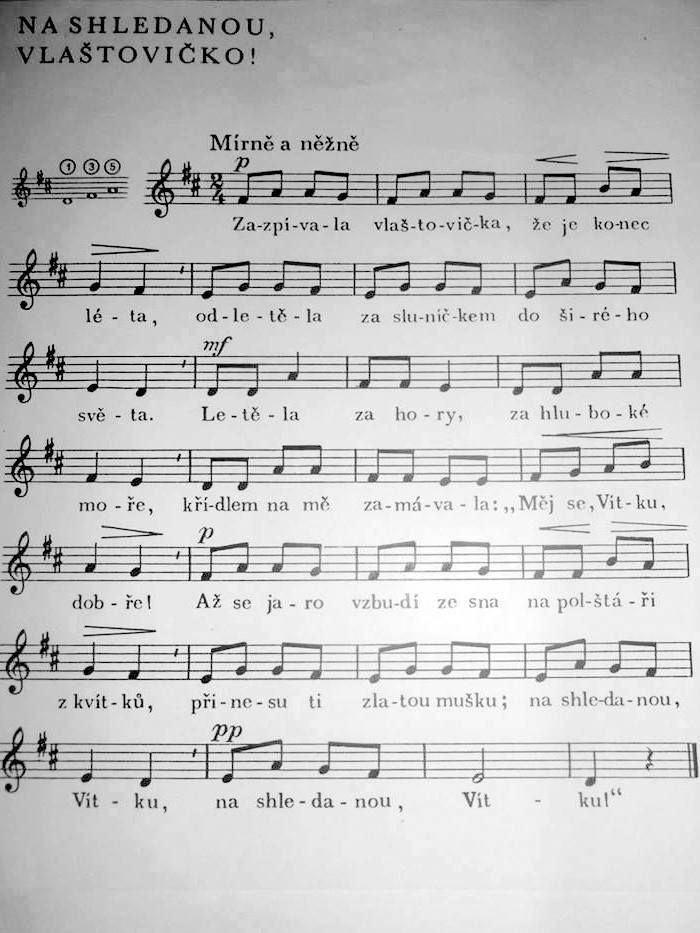 NA SHLEDANOU,
VLAŠTOVIČKO!
Mírně a něžně
① ③ ⑤
p
2/4
Za-zpí-va-la vlaš-to-vič-ka, že je ko-nec
lé - ta, od-le-tě-la za slu-níč-kem do ši-ré-ho
mf
svě-ta. Le-tě-la za ho-ry, za hlu-bo-ké
mo-ře, kří-dlem na mě za-má-va-la: „Měj se, Vít-ku,
p
dob-ře! Až se ja-ro vzbu-dí ze sna na pol-štá-ři
z kvít-ků, při-ne-su ti zla-tou mušku; na shle-da-nou,
pp
Vít - ku, na shle-da-nou, Vít - ku!“